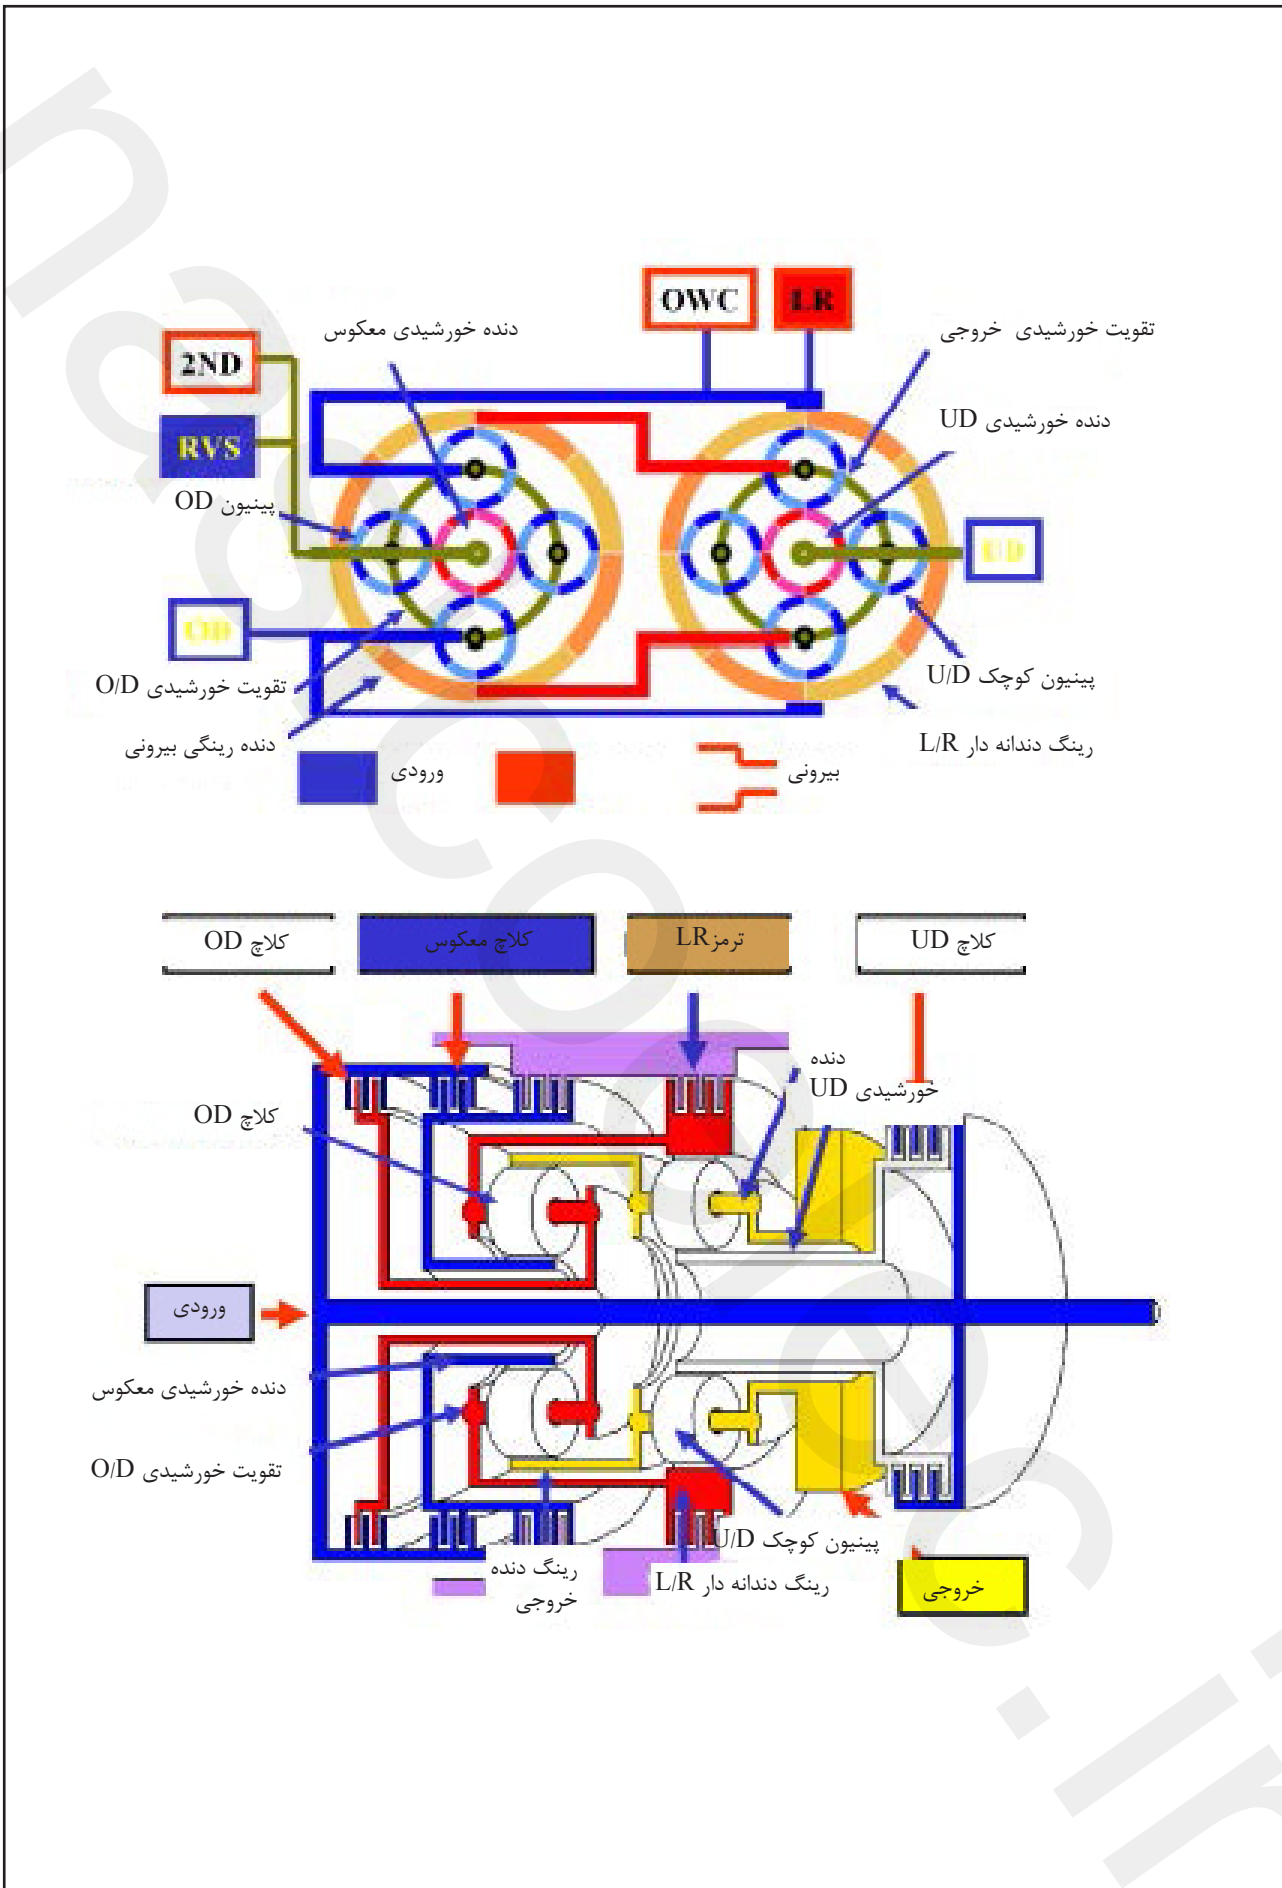 OWC
LR
دنده خورشیدی معکوس
تقویت خورشیدی خروجی
2ND
دنده خورشیدی UD
RVS
پینیون OD
UD
OD
پینیون کوچک U/D
تقویت خورشیدی O/D
دنده رینگی بیرونی
رینگ دندانه دار L/R
ورودی
بیرونی
کلاچ OD
کلاچ معکوس
ترمز LR
کلاچ UD
دنده
خورشیدی UD
کلاچ OD
ورودی
دنده خورشیدی معکوس
تقویت خورشیدی O/D
پینیون کوچک U/D
رینگ دنده
خروجی
رینگ دندانه دار L/R
خروجی